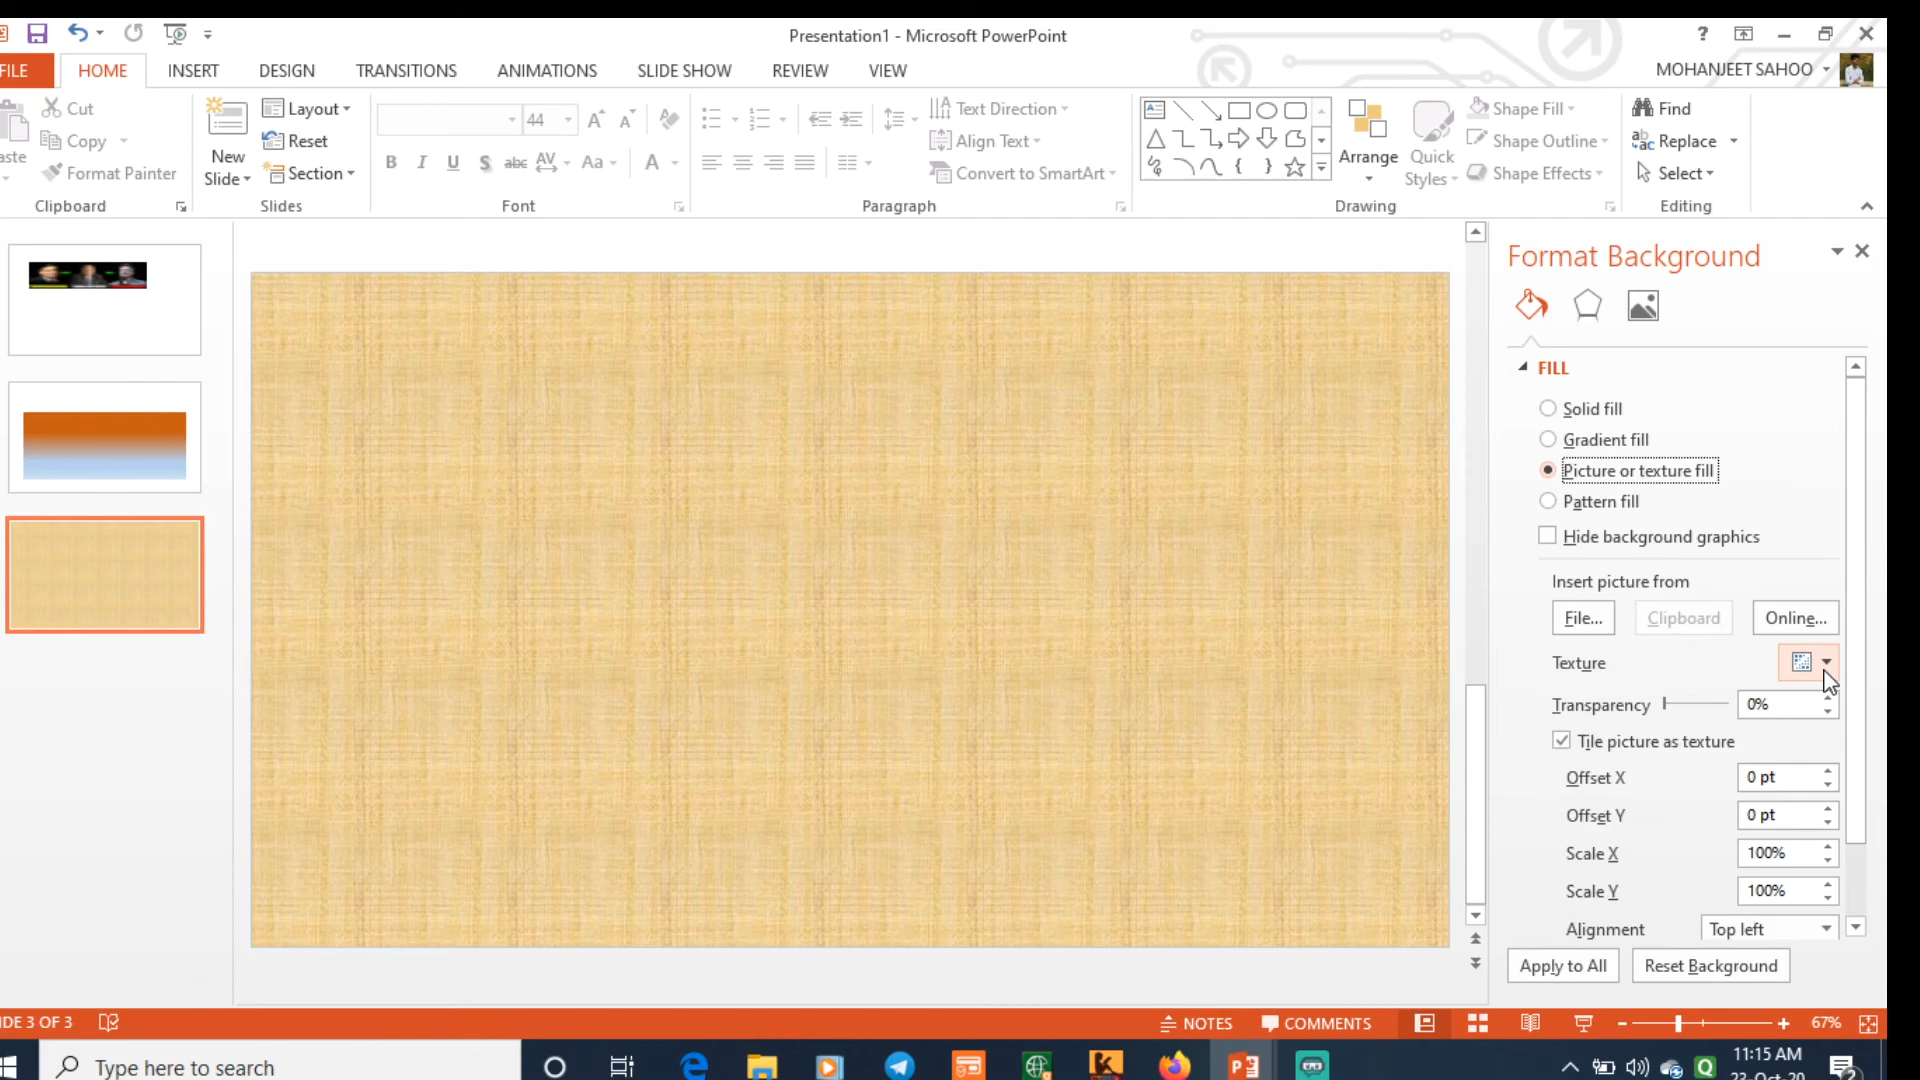 Presentation1 - Microsoft PowerPoint
?
FILE HOME INSERT DESIGN TRANSITIONS ANIMATIONS SLIDE SHOW REVIEW VIEW MOHANJEET SAHOO
Cut
Copy
Format Painter
Clipboard
New
Slide
Layout
Reset
Section
Slides
44
B I U S abc AV Aa A
Font
Text Direction
Align Text
Convert to SmartArt
Paragraph
Arrange
Quick
Styles
Shape Fill
Shape Outline
Shape Effects
Drawing
Find
Replace
Select
Editing
Format Background
FILL
Solid fill
Gradient fill
Picture or texture fill
Pattern fill
Hide background graphics
Insert picture from
File... Clipboard Online...
Texture
Transparency 0%
Tile picture as texture
Offset X 0 pt
Offset Y 0 pt
Scale X 100%
Scale Y 100%
Alignment Top left
Apply to All Reset Background
IDE 3 OF 3 NOTES COMMENTS 67%
Type here to search
11:15 AM